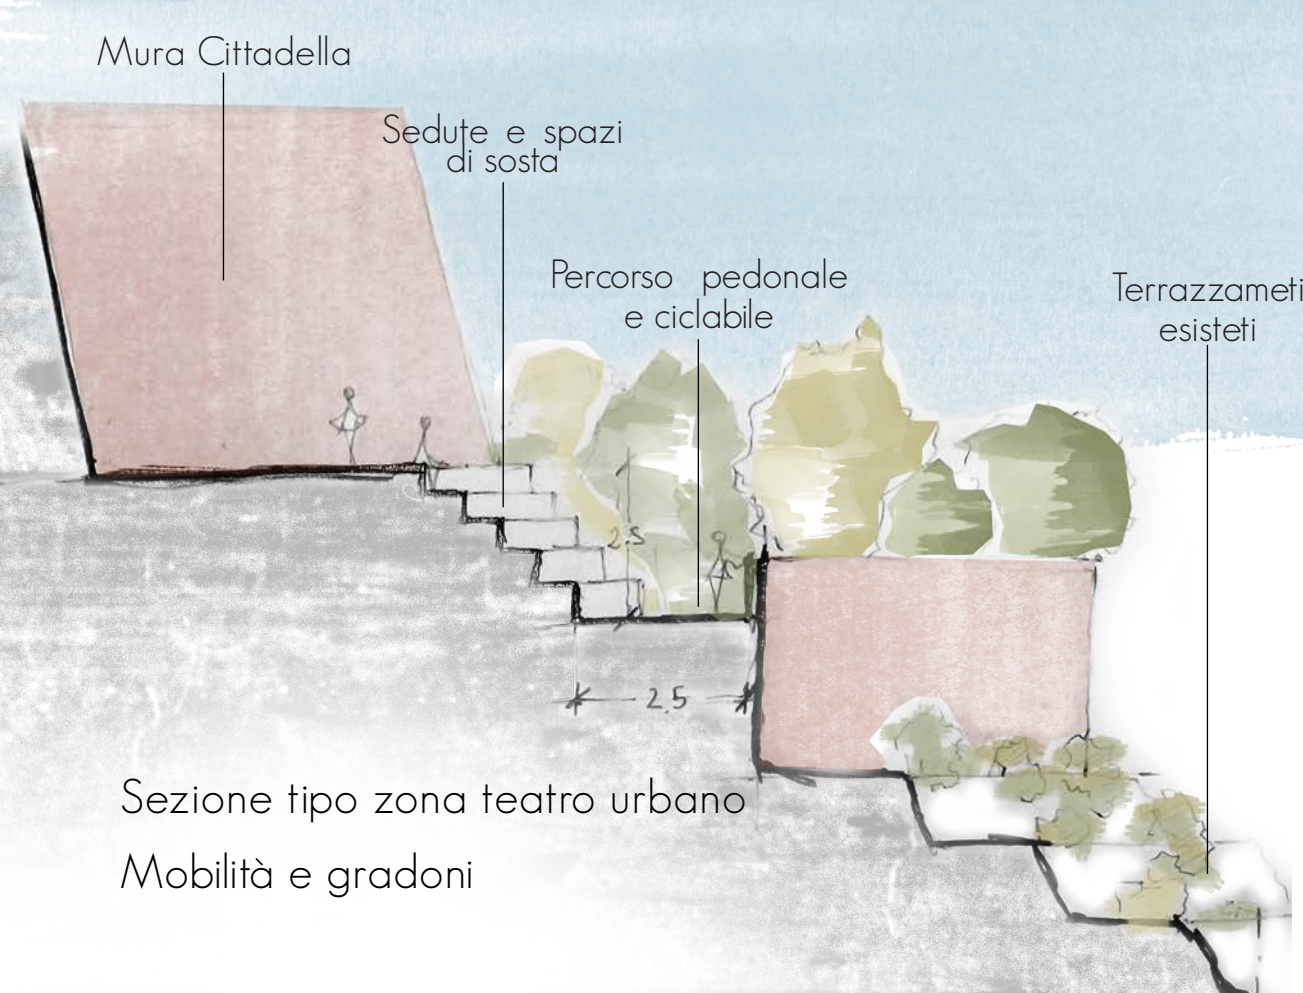 Mura Cittadella
Sedute e spazi
di sosta
Percorso pedonale
e ciclabile
Terrazzameti
esisteti
2.5
2.5
Sezione tipo zona teatro urbano
Mobilità e gradoni